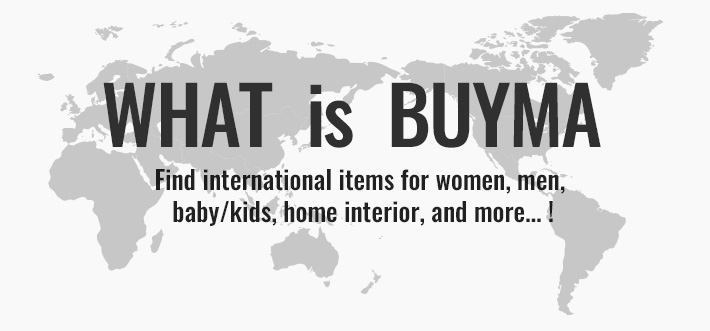 WHAT is BUYMA
Find international items for women, men,
baby/kids, home interior, and more... !